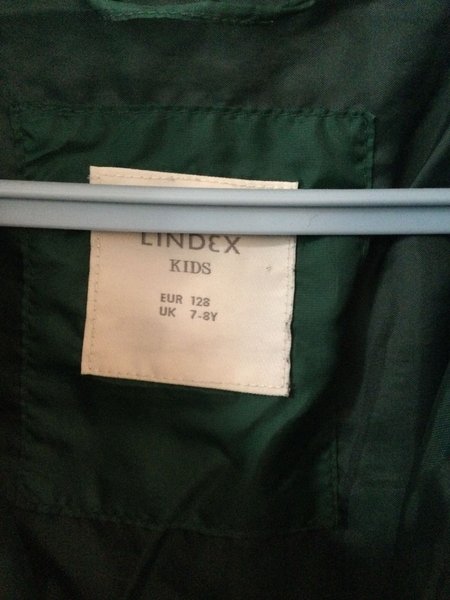 LINDEX
KIDS
EUR 128
UK 7-8Y